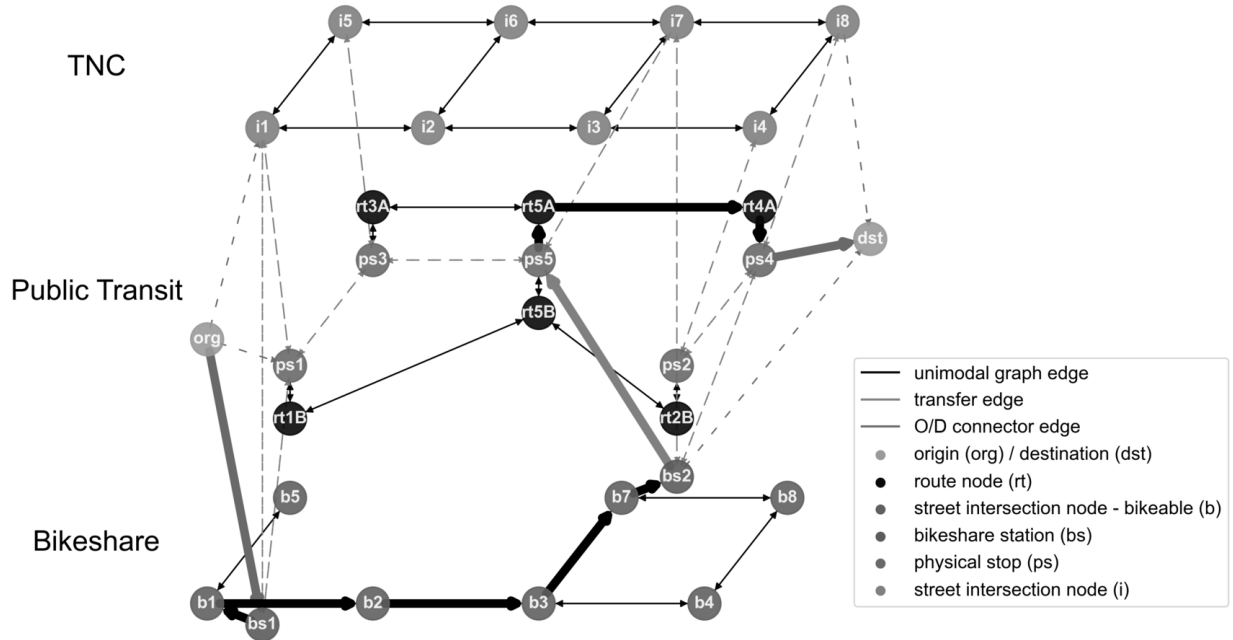 i5 i6 i7 i8
TNC
i1 i2 i3 i4
rt3A rt5A rt4A
dst
ps3 ps5 ps4
Public Transit
rt5B
org
ps1 ps2
unimodal graph edge
transfer edge
rt1B rt2B
O/D connector edge
origin (org) / destination (dst)
bs2
route node (rt)
b5 b7 b8
street intersection node - bikeable (b)
bikeshare station (bs)
Bikeshare
physical stop (ps)
street intersection node (i)
b1 b2 b3 b4
bs1